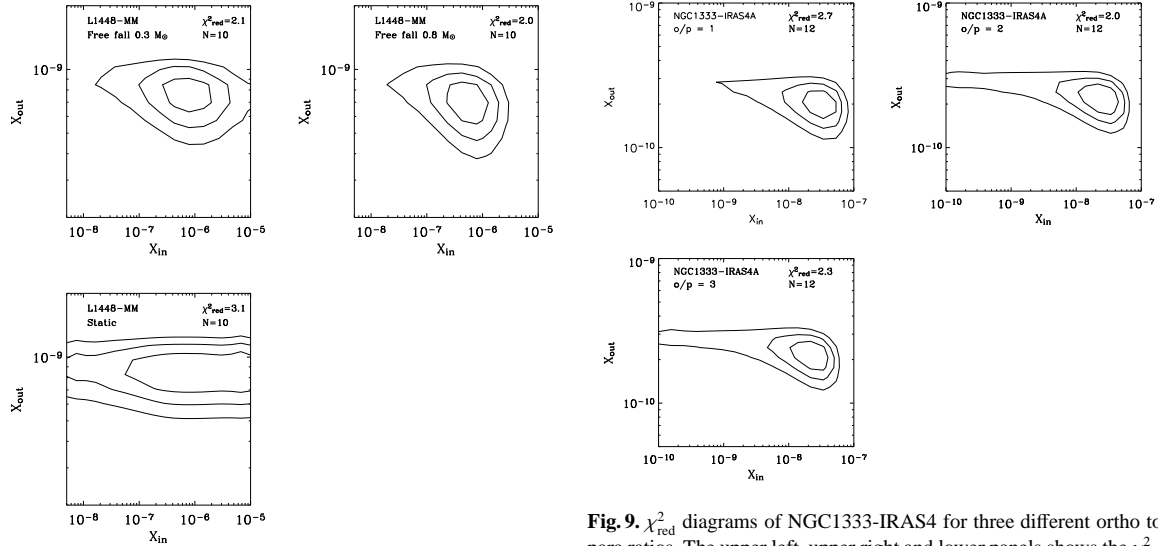 L1448-MM χ²red=2.1
Free fall 0.3 M⊙ N=10
10⁻⁹
Xout
10⁻⁸ 10⁻⁷ 10⁻⁶ 10⁻⁵
Xin
L1448-MM χ²red=2.0
Free fall 0.8 M⊙ N=10
10⁻⁹
Xout
10⁻⁸ 10⁻⁷ 10⁻⁶ 10⁻⁵
Xin
L1448-MM χ²red=3.1
Static N=10
10⁻⁹
Xout
10⁻⁸ 10⁻⁷ 10⁻⁶ 10⁻⁵
Xin
10⁻⁹
NGC1333-IRAS4A χ²red=2.7
o/p = 1 N=12
Xout
10⁻¹⁰
10⁻¹⁰ 10⁻⁹ 10⁻⁸ 10⁻⁷
Xin
10⁻⁹
NGC1333-IRAS4A χ²red=2.0
o/p = 2 N=12
Xout
10⁻¹⁰
10⁻¹⁰ 10⁻⁹ 10⁻⁸ 10⁻⁷
Xin
10⁻⁹
NGC1333-IRAS4A χ²red=2.3
o/p = 3 N=12
Xout
10⁻¹⁰
10⁻¹⁰ 10⁻⁹ 10⁻⁸ 10⁻⁷
Xin
Fig. 9. χ²red diagrams of NGC1333-IRAS4 for three different ortho to
para ratios. The upper left, upper right and lower panels shows the χ²